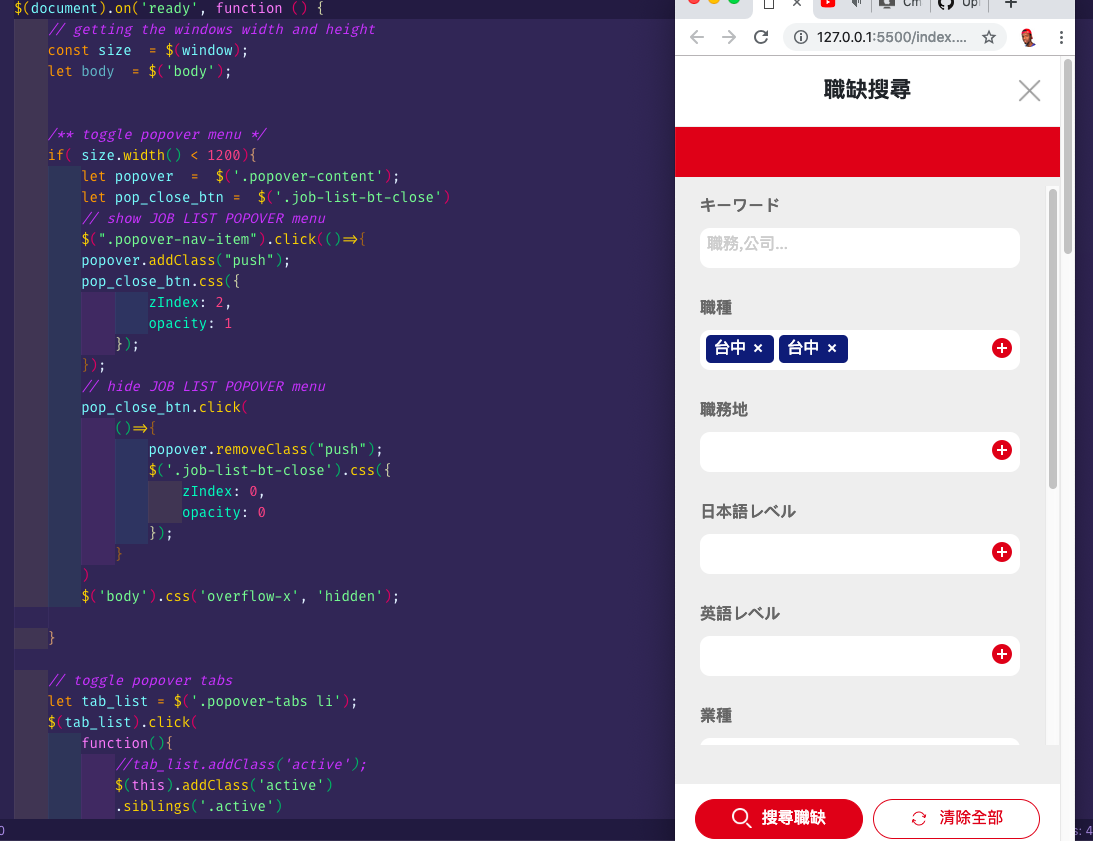 $(document).on('ready', function () {
// getting the windows width and height
const size  = $(window);
let body  = $('body');
/** toggle popover menu */
if( size.width() < 1200){
let popover  =  $('.popover-content');
let pop_close_btn =  $('.job-list-bt-close')
// show JOB LIST POPOVER menu
$(".popover-nav-item").click(()=>{
popover.addClass("push");
pop_close_btn.css({
zIndex: 2,
opacity: 1
});
});
// hide JOB LIST POPOVER menu
pop_close_btn.click(
()=>{
popover.removeClass("push");
$('.job-list-bt-close').css({
zIndex: 0,
opacity: 0
});
}
)
$('body').css('overflow-x', 'hidden');
}
// toggle popover tabs
let tab_list = $('.popover-tabs li');
$(tab_list).click(
function(){
//tab_list.addClass('active');
$(this).addClass('active')
.siblings('.active')
0
Cm
Up
127.0.0.1:5500/index....
職缺搜尋
キーワード
職務,公司...
職種
台中 × 台中 ×
職務地
日本語レベル
英語レベル
業種
搜尋職缺 清除全部
s: 4